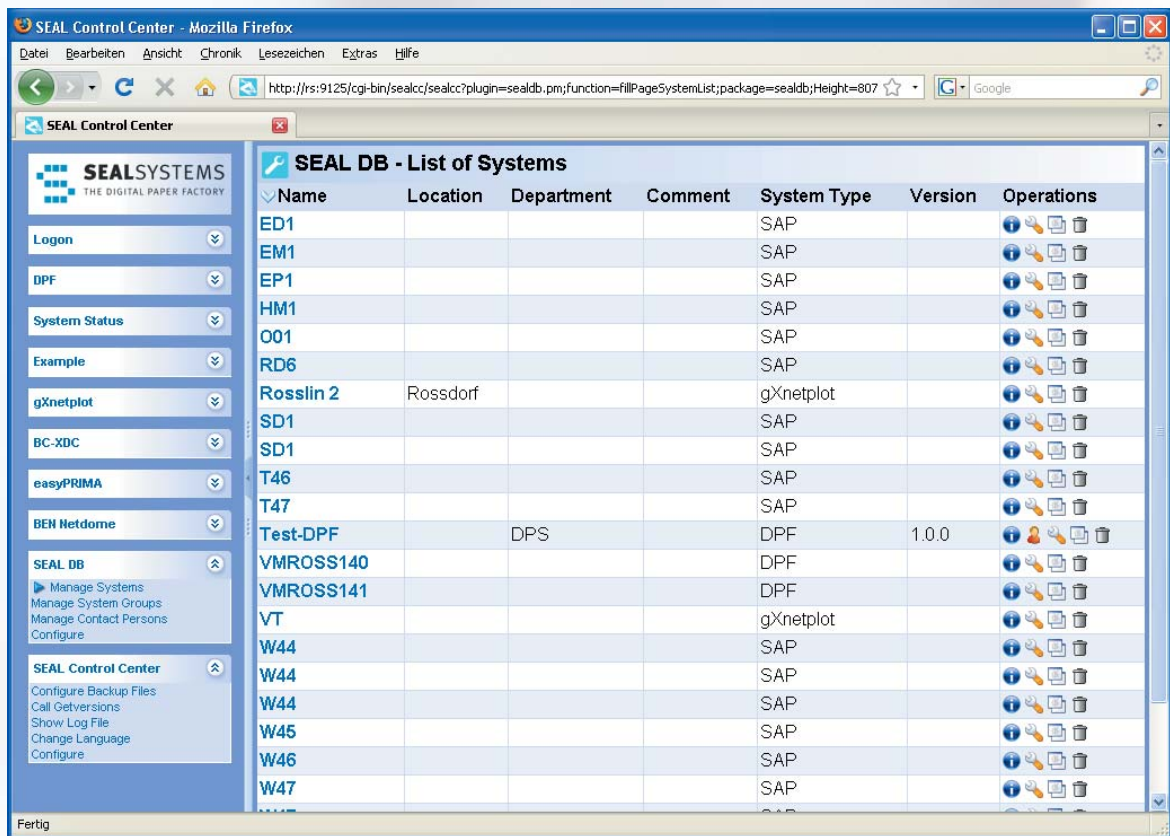 SEAL Control Center - Mozilla Firefox
Datei Bearbeiten Ansicht Chronik Lesezeichen Extras Hilfe
http://rs:9125/cgi-bin/sealcc/sealcc?plugin=sealdb.pm;function=fillPageSystemList;package=sealdb;Height=807 G Google
SEAL Control Center
SEALSYSTEMS
THE DIGITAL PAPER FACTORY
Logon
DPF
System Status
Example
gXnetplot
BC-XDC
easyPRIMA
BEN Netdome
SEAL DB
Manage Systems
Manage System Groups
Manage Contact Persons
Configure
SEAL Control Center
Configure Backup Files
Call Getversions
Show Log File
Change Language
Configure
SEAL DB - List of Systems
Name Location Department Comment System Type Version Operations
ED1 SAP
EM1 SAP
EP1 SAP
HM1 SAP
O01 SAP
RD6 SAP
Rosslin 2 Rossdorf gXnetplot
SD1 SAP
SD1 SAP
T46 SAP
T47 SAP
Test-DPF DPS DPF 1.0.0
VMROSS140 DPF
VMROSS141 DPF
VT gXnetplot
W44 SAP
W44 SAP
W44 SAP
W45 SAP
W46 SAP
W47 SAP
Fertig